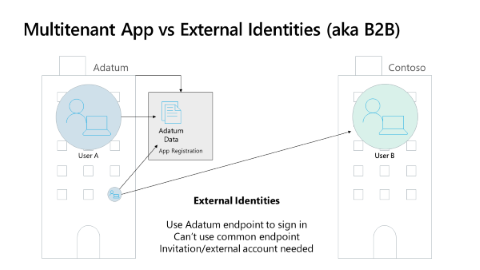 Multitenant App vs External Identities (aka B2B)
Adatum
Contoso
Adatum
Data
App Registration
User A
User B
External Identities
Use Adatum endpoint to sign in
Can't use common endpoint
Invitation/external account needed